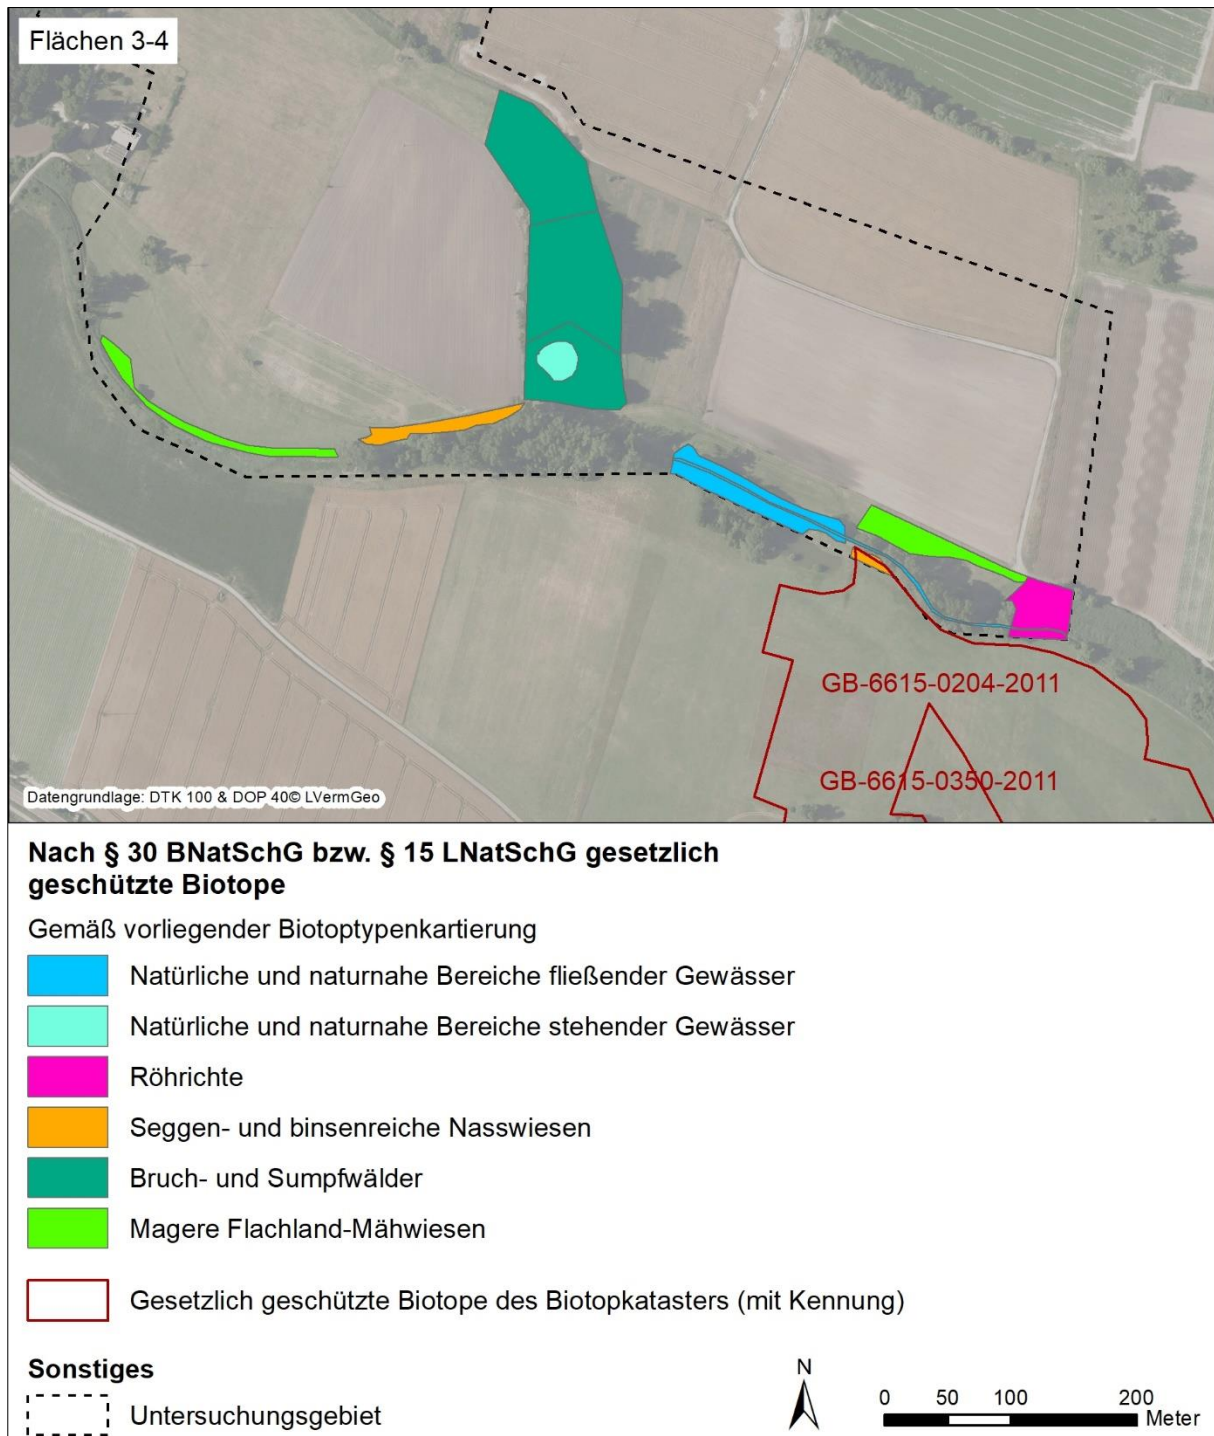 Flächen 3-4
GB-6615-0204-2011
GB-6615-0350-2011
Datengrundlage: DTK 100 & DOP 40© LVermGeo
Nach § 30 BNatSchG bzw. § 15 LNatSchG gesetzlich
geschützte Biotope
Gemäß vorliegender Biotoptypenkartierung
Natürliche und naturnahe Bereiche fließender Gewässer
Natürliche und naturnahe Bereiche stehender Gewässer
Röhrichte
Seggen- und binsenreiche Nasswiesen
Bruch- und Sumpfwälder
Magere Flachland-Mähwiesen
Gesetzlich geschützte Biotope des Biotopkatasters (mit Kennung)
Sonstiges
Untersuchungsgebiet
N
0 50 100 200
Meter